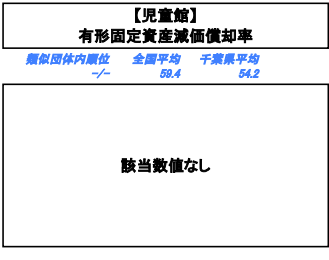 【児童館】
有形固定資産減価償却率
類似団体内順位 全国平均 千葉県平均
-/- 59.4 54.2
該当数値なし